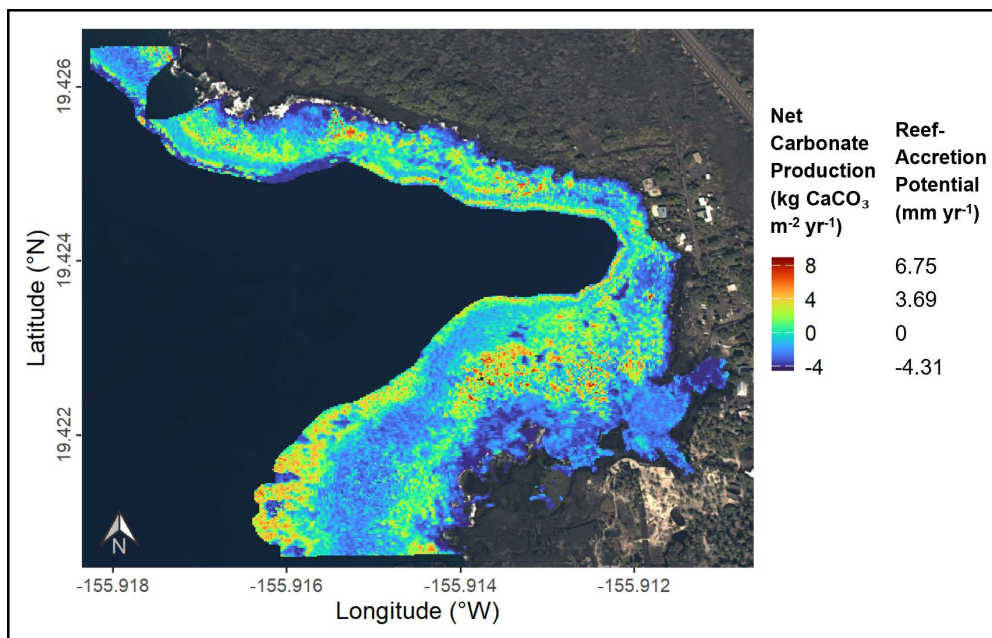 19.426
19.424
19.422
Latitude (°N)
N
-155.918
-155.916
-155.914
-155.912
Longitude (°W)
Net
Carbonate
Production
(kg CaCO₃
m⁻² yr⁻¹)
8
4
0
-4
Reef-
Accretion
Potential
(mm yr⁻¹)
6.75
3.69
0
-4.31